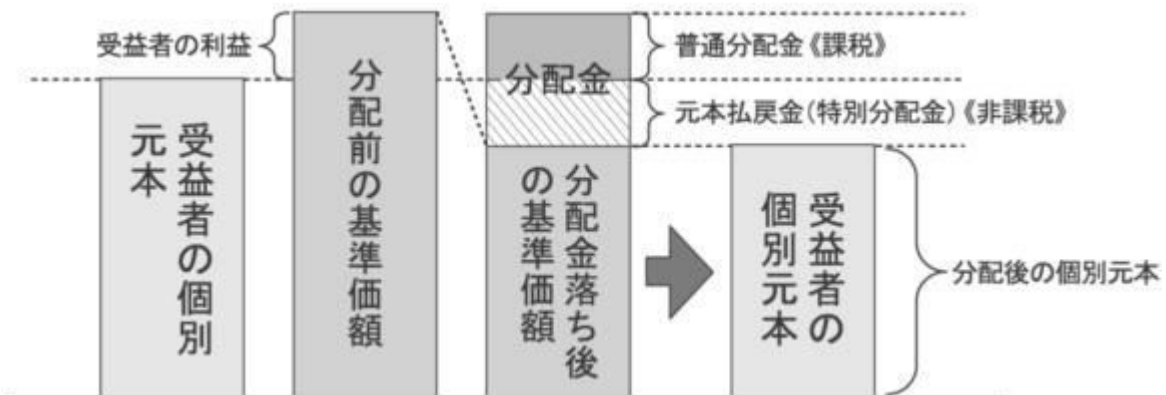 受益者の利益
受益者の個別
元本
分配前の基準価額
分配金
分配金落ち後
の基準価額
普通分配金《課税》
元本払戻金(特別分配金)《非課税》
受益者の
個別元本
分配後の個別元本